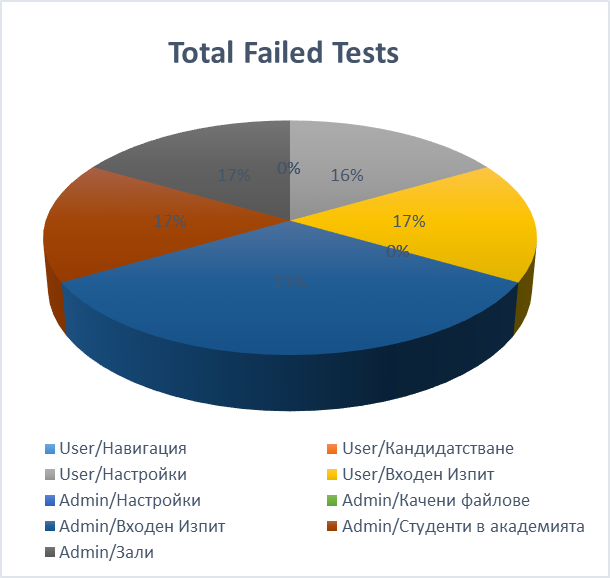 Total Failed Tests
0%
16%
17%
17%
17%
0%
33%
User/Навигация
User/Кандидатстване
User/Настройки
User/Входен Изпит
Admin/Настройки
Admin/Качени файлове
Admin/Входен Изпит
Admin/Студенти в академията
Admin/Зали